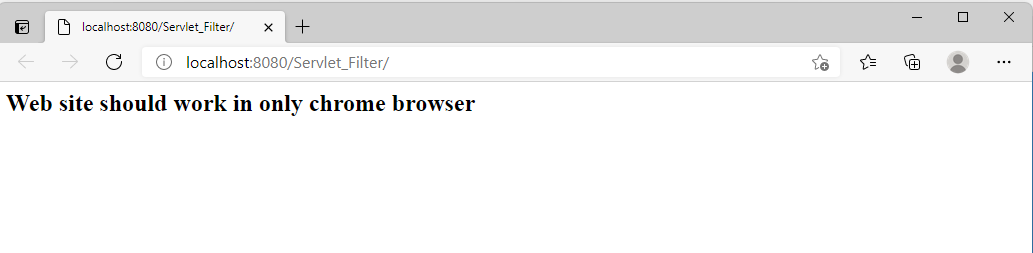 localhost:8080/Servlet_Filter/
localhost:8080/Servlet_Filter/
Web site should work in only chrome browser